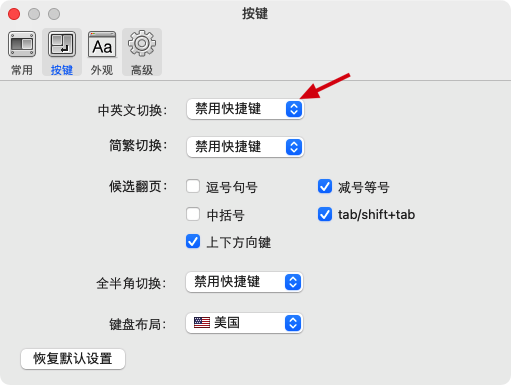 按键
常用 按键 外观 高级
Aa
中英文切换： 禁用快捷键
简繁切换： 禁用快捷键
候选翻页： 逗号句号 减号等号
中括号 tab/shift+tab
上下方向键
全半角切换： 禁用快捷键
键盘布局： 美国
恢复默认设置